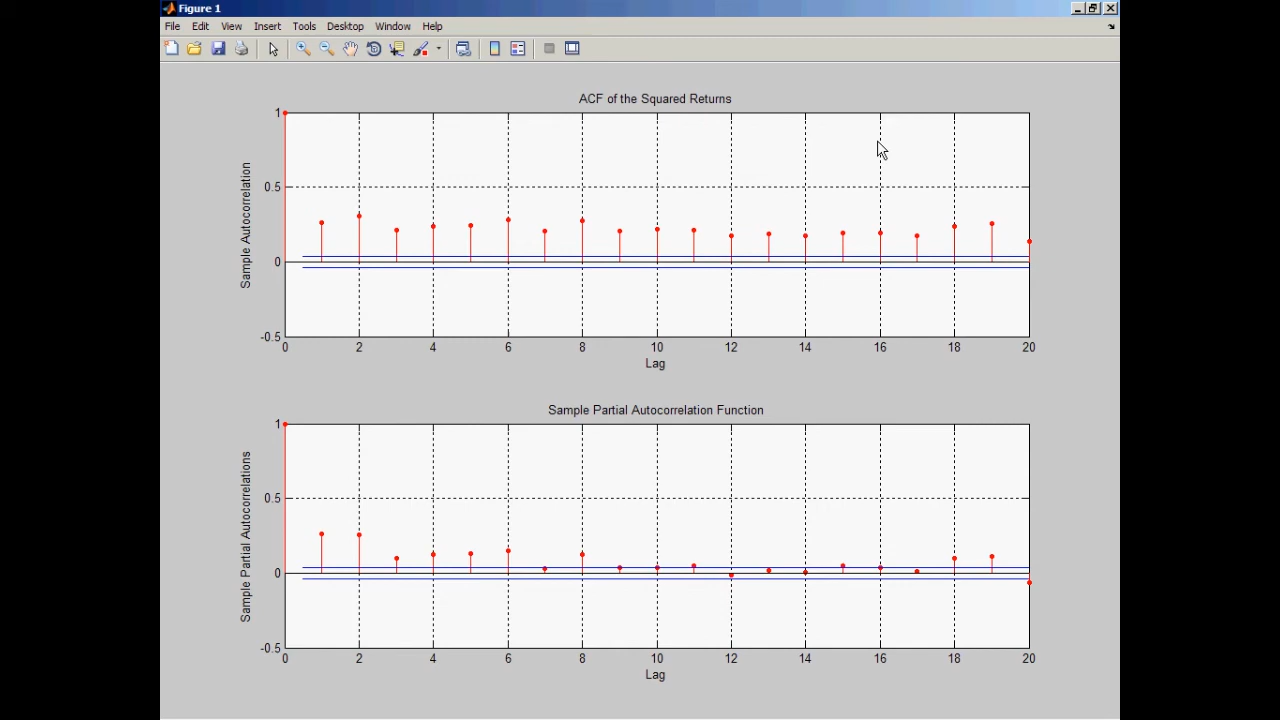 Figure 1
File Edit View Insert Tools Desktop Window Help
ACF of the Squared Returns
Sample Autocorrelation
1
0.5
0
-0.5
0 2 4 6 8 10 12 14 16 18 20
Lag
Sample Partial Autocorrelation Function
Sample Partial Autocorrelations
1
0.5
0
-0.5
0 2 4 6 8 10 12 14 16 18 20
Lag